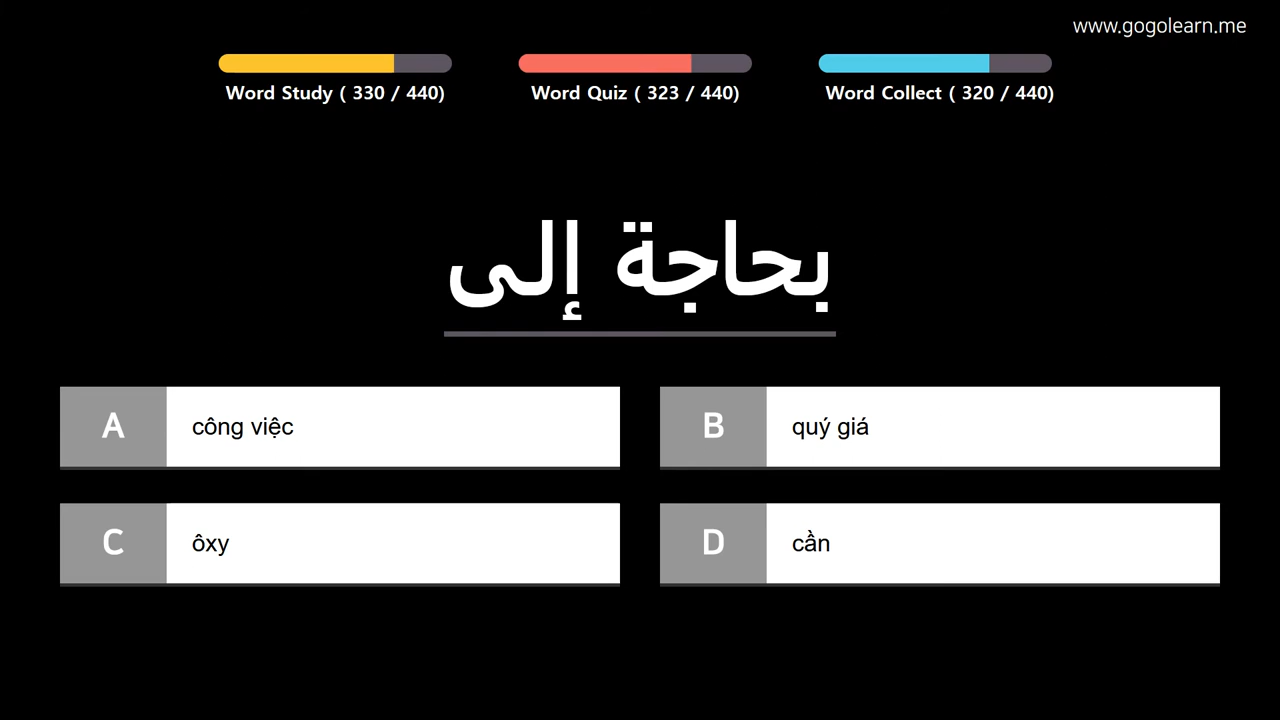 www.gogolearn.me
Word Study ( 330 / 440)
Word Quiz ( 323 / 440)
Word Collect ( 320 / 440)
بحاجة إلى
A
công việc
B
quý giá
C
ôxy
D
cần